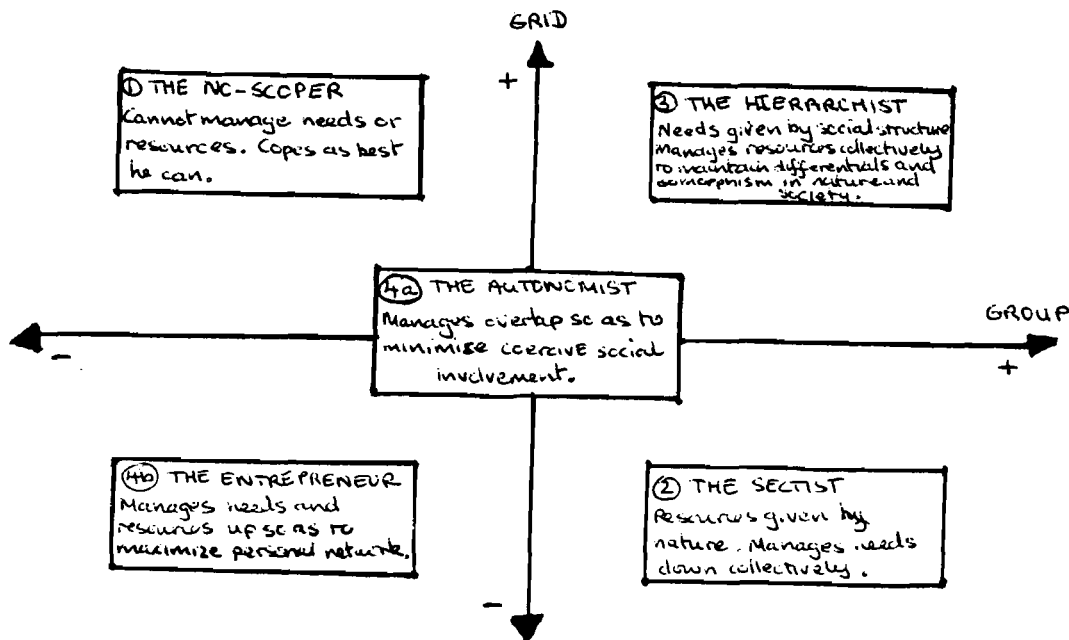 GRID
+
① THE NO-SCOPER
Cannot manage needs or
resources. Copes as best
he can.
③ THE HIERARCHIST
Needs given by social structure
Manages resources collectively
to maintain differentials and
isomorphism in nature and
society.
4a THE AUTONOMIST
Manages overlap so as to
minimise coercive social
involvement.
GROUP
-
+
4b THE ENTREPRENEUR
Manages needs and
resources up so as to
maximize personal network.
② THE SECTIST
Resources given by
nature. Manages needs
down collectively.
-